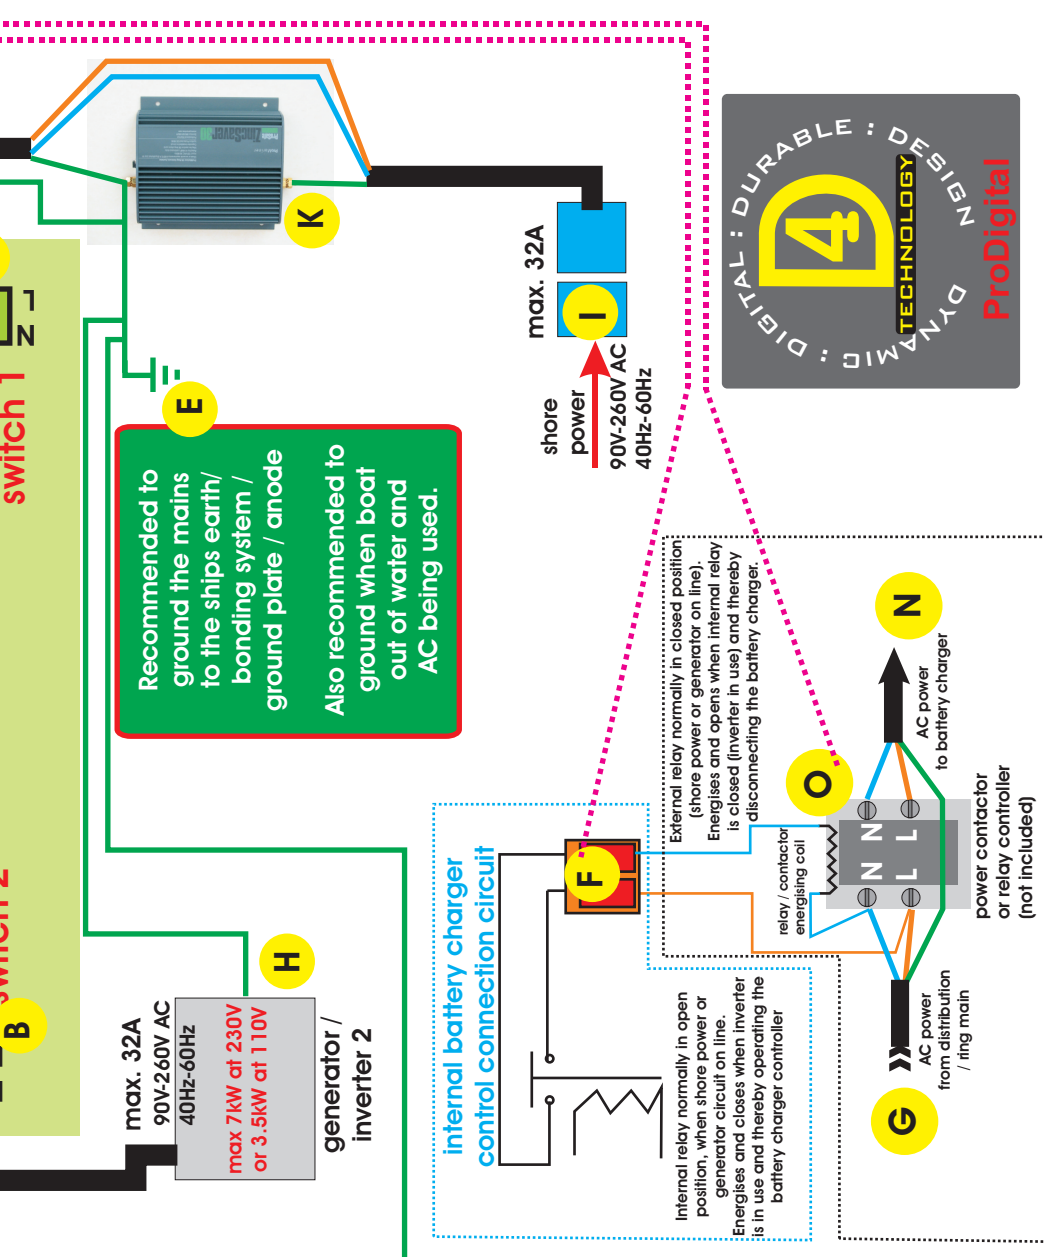 switch 1
L
N
B
E
Recommended to
ground the mains
to the ships earth/
bonding system /
ground plate / anode
Also recommended to
ground when boat
out of water and
AC being used.
K
ZincSaver
max. 32A
I
shore
power
90V-260V AC
40Hz-60Hz
DYNAMIC : DIGITAL : DURABLE : DESIGN
D4
TECHNOLOGY
ProDigital
max. 32A
90V-260V AC
40Hz-60Hz
max 7kW at 230V
or 3.5kW at 110V
generator /
inverter 2
H
internal battery charger
control connection circuit
F
Internal relay normally in open
position, when shore power or
generator circuit on line.
Energises and closes when inverter
is in use and thereby operating the
battery charger controller
External relay normally in closed position
(shore power or generator on line).
Energises and opens when internal relay
is closed (inverter in use) and thereby
disconnecting the battery charger.
relay / contactor
energising coil
O
N N
L L
AC power
to battery charger
N
power contactor
or relay controller
(not included)
G
AC power
from distribution
/ ring main